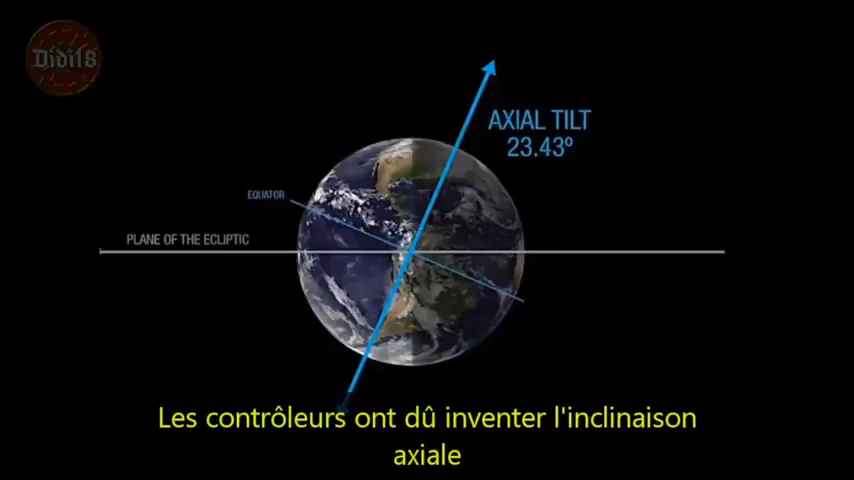 Didi18
AXIAL TILT
23.43º
EQUATOR
PLANE OF THE ECLIPTIC
Les contrôleurs ont dû inventer l'inclinaison
axiale